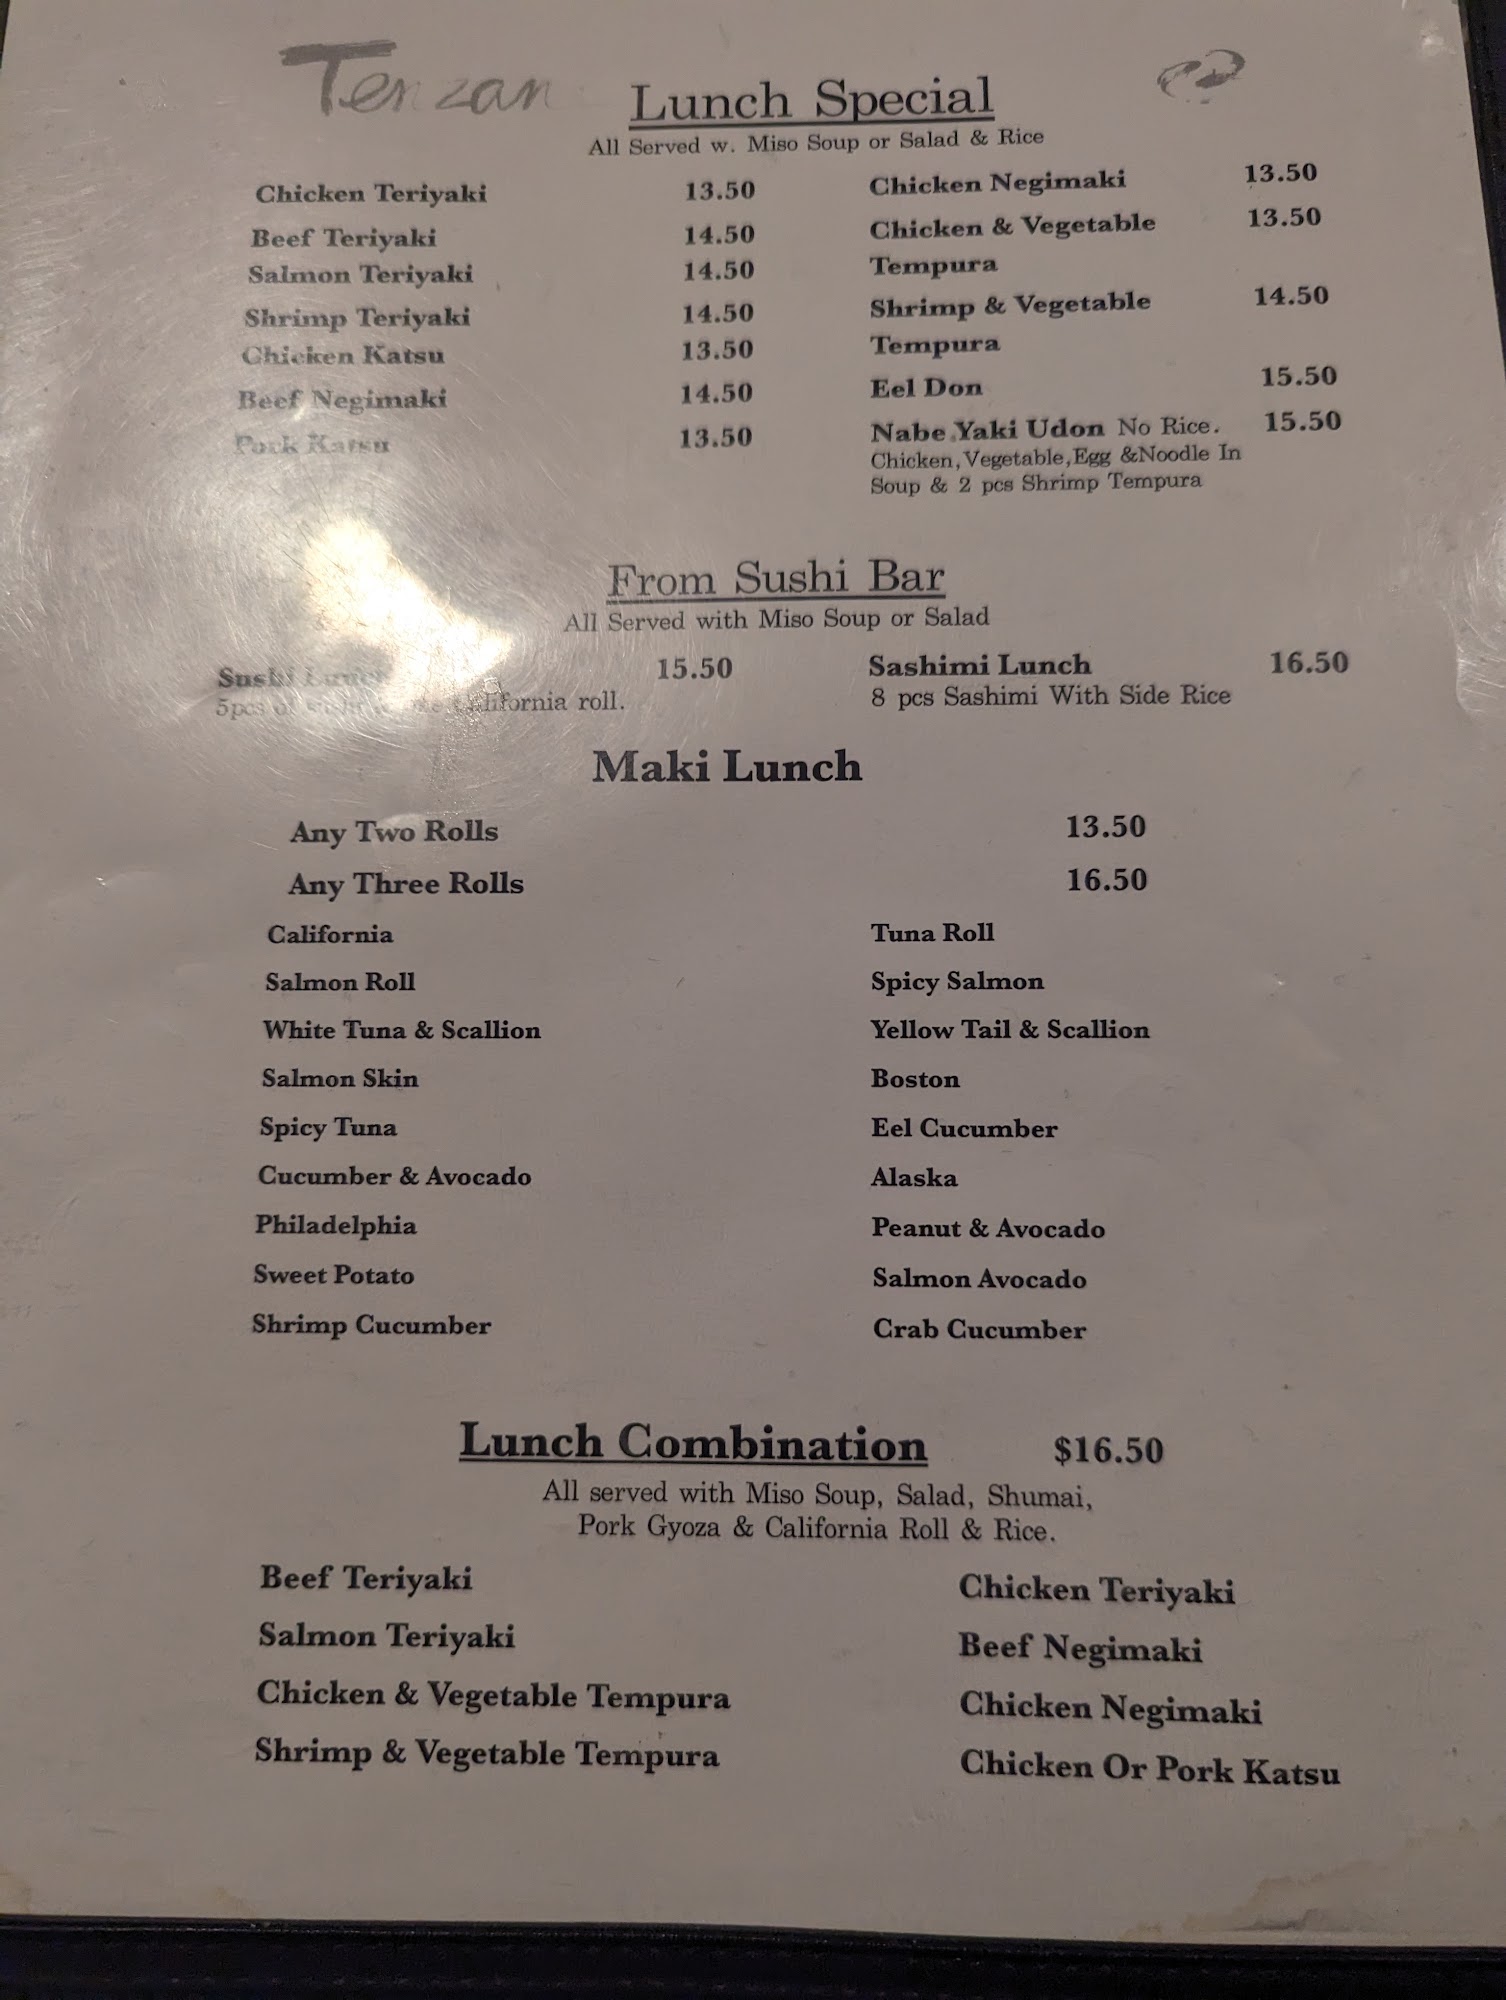 Tenzan
Lunch Special
All Served w. Miso Soup or Salad & Rice
Chicken Teriyaki 13.50
Beef Teriyaki 14.50
Salmon Teriyaki 14.50
Shrimp Teriyaki 14.50
Chicken Katsu 13.50
Beef Negimaki 14.50
Pork Katsu 13.50
Chicken Negimaki 13.50
Chicken & Vegetable 13.50
Tempura
Shrimp & Vegetable 14.50
Tempura
Eel Don 15.50
Nabe Yaki Udon No Rice. 15.50
Chicken,Vegetable,Egg &Noodle In
Soup & 2 pcs Shrimp Tempura
From Sushi Bar
All Served with Miso Soup or Salad
Sushi Lunch 15.50
5pcs of sushi California roll.
Sashimi Lunch 16.50
8 pcs Sashimi With Side Rice
Maki Lunch
Any Two Rolls 13.50
Any Three Rolls 16.50
California
Salmon Roll
White Tuna & Scallion
Salmon Skin
Spicy Tuna
Cucumber & Avocado
Philadelphia
Sweet Potato
Shrimp Cucumber
Tuna Roll
Spicy Salmon
Yellow Tail & Scallion
Boston
Eel Cucumber
Alaska
Peanut & Avocado
Salmon Avocado
Crab Cucumber
Lunch Combination $16.50
All served with Miso Soup, Salad, Shumai,
Pork Gyoza & California Roll & Rice.
Beef Teriyaki
Salmon Teriyaki
Chicken & Vegetable Tempura
Shrimp & Vegetable Tempura
Chicken Teriyaki
Beef Negimaki
Chicken Negimaki
Chicken Or Pork Katsu